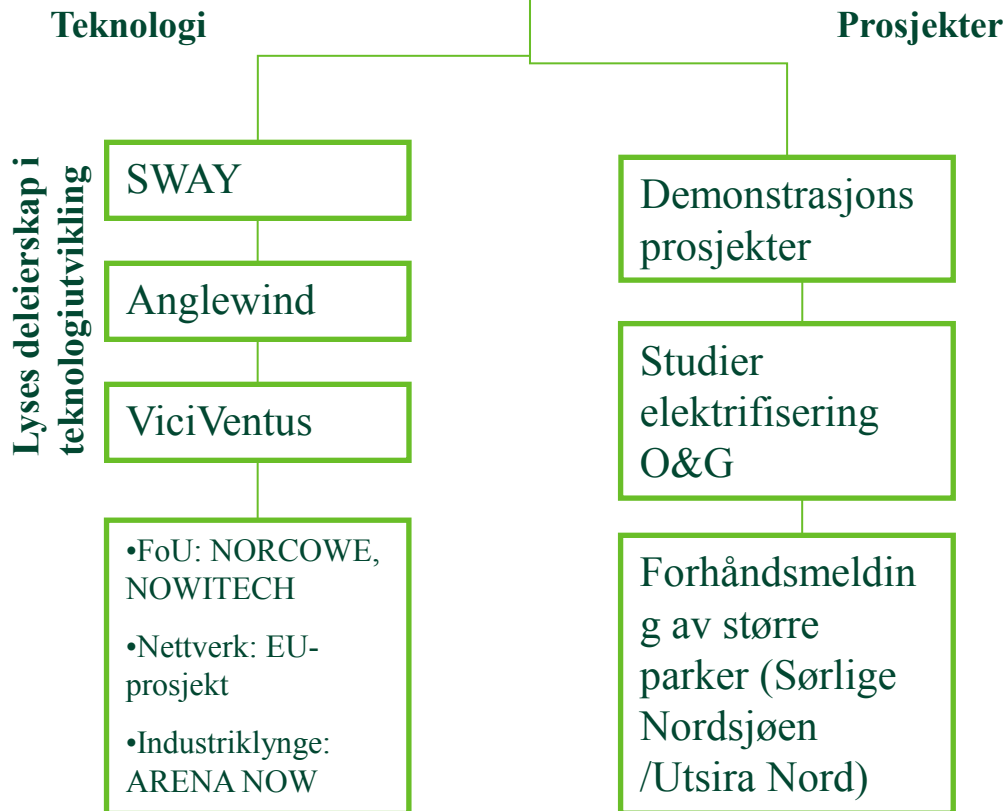 Teknologi
Prosjekter
Lyses deleierskap i
teknologiutvikling
SWAY
Anglewind
ViciVentus
•FoU: NORCOWE,
NOWITECH
•Nettverk: EU-
prosjekt
•Industriklynge:
ARENA NOW
Demonstrasjons
prosjekter
Studier
elektrifisering
O&G
Forhåndsmeldin
g av større
parker (Sørlige
Nordsjøen
/Utsira Nord)